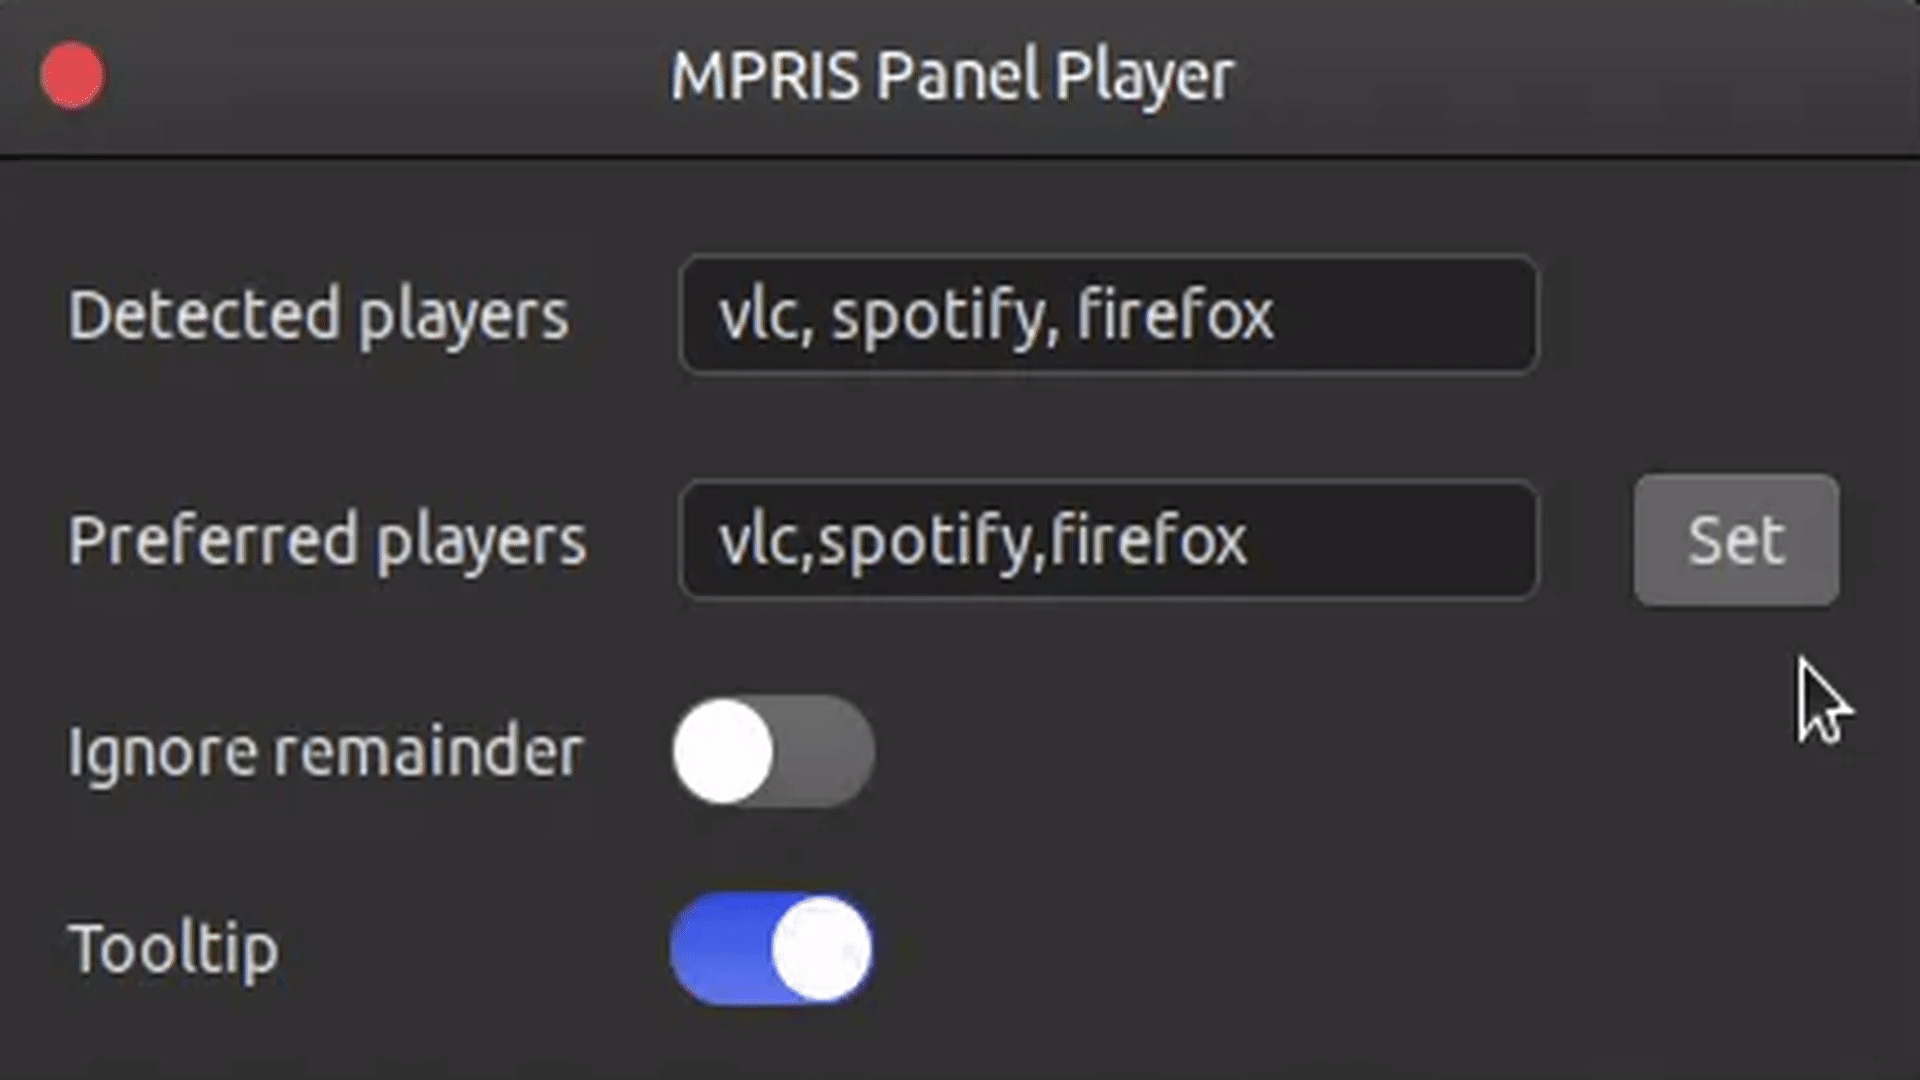 MPRIS Panel Player
Detected players vlc, spotify, firefox
Preferred players vlc,spotify,firefox Set
Ignore remainder
Tooltip